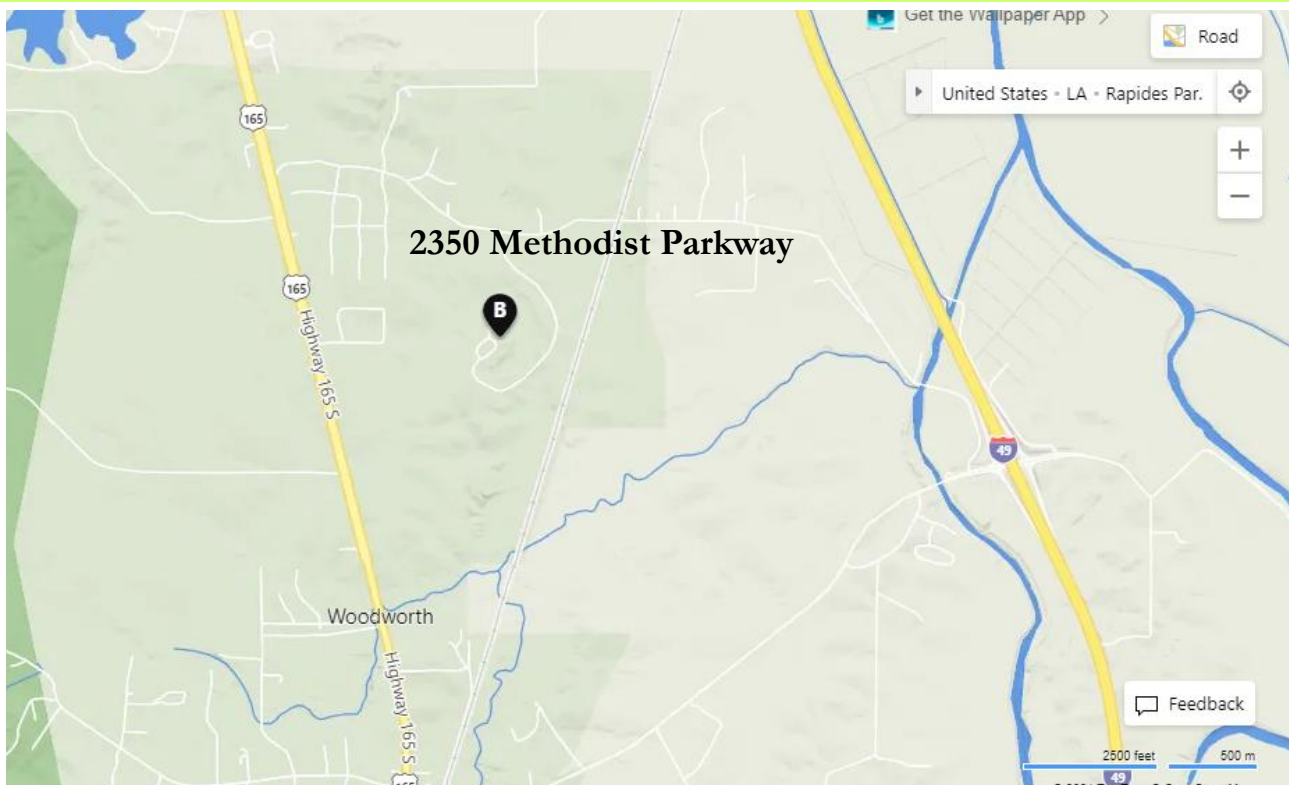 Get the Wallpaper App >
Road
United States • LA • Rapides Par.
165
2350 Methodist Parkway
165
B
Highway 165 S
49
Woodworth
Highway 165 S
Feedback
2500 feet 500 m
165
49